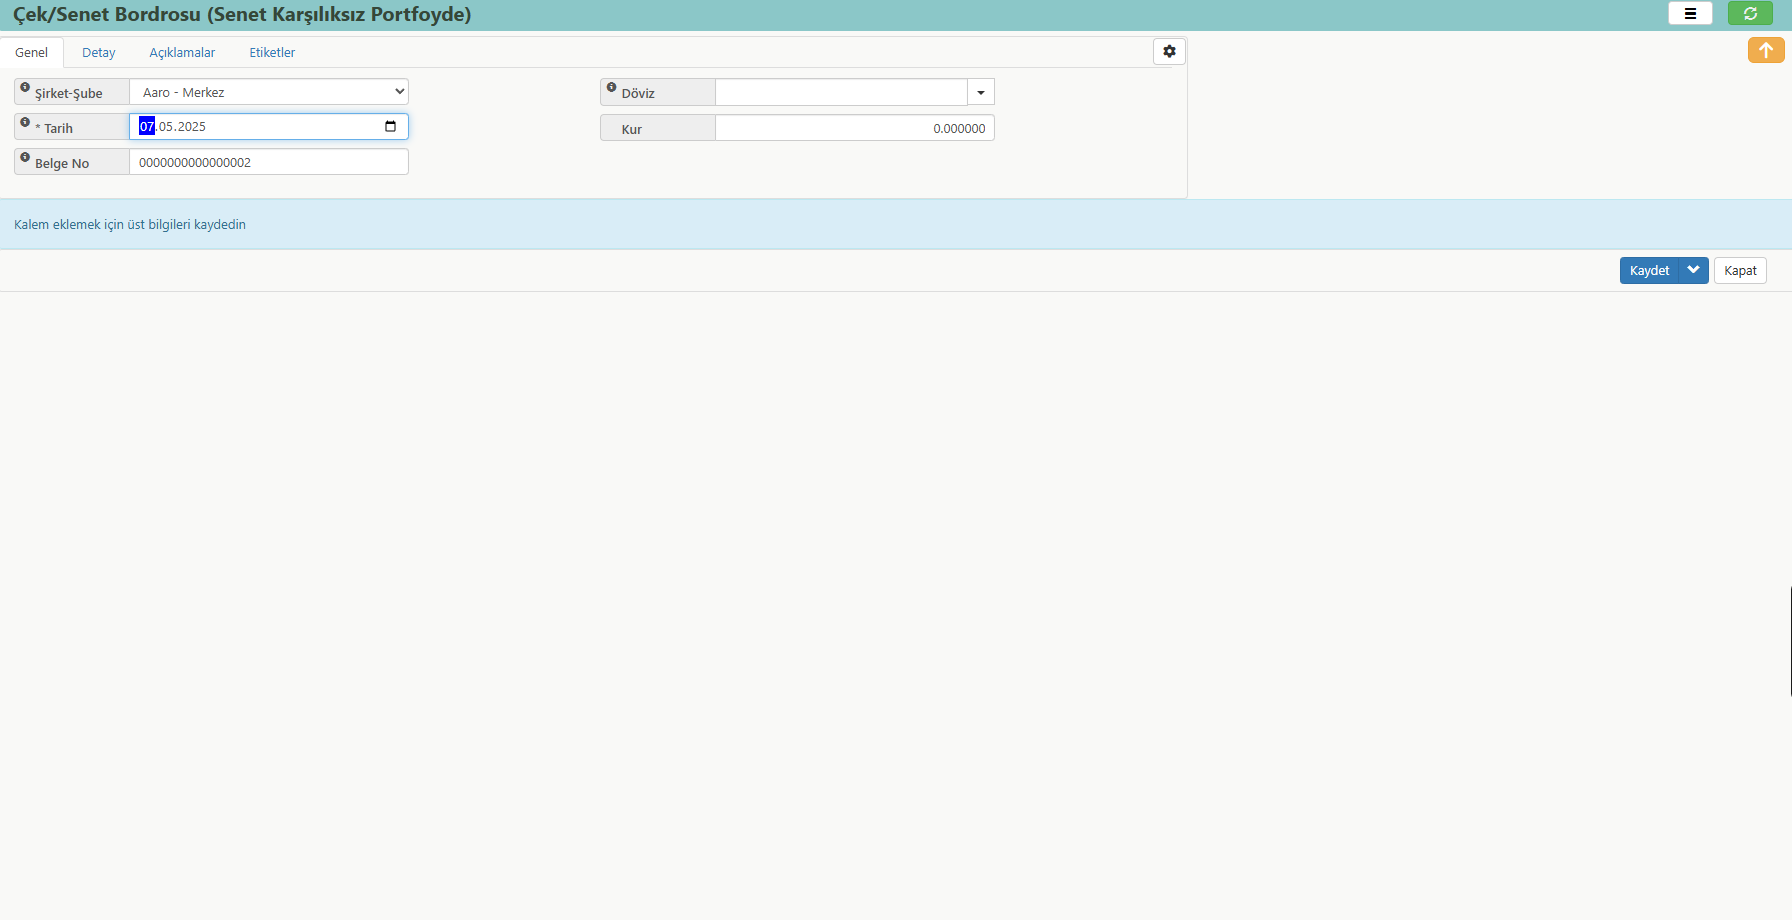 Çek/Senet Bordrosu (Senet Karşılıksız Portfoyde)
Genel Detay Açıklamalar Etiketler
Şirket-Şube Aaro - Merkez Döviz
* Tarih 07.05.2025 Kur 0.000000
Belge No 0000000000000002
Kalem eklemek için üst bilgileri kaydedin
Kaydet Kapat